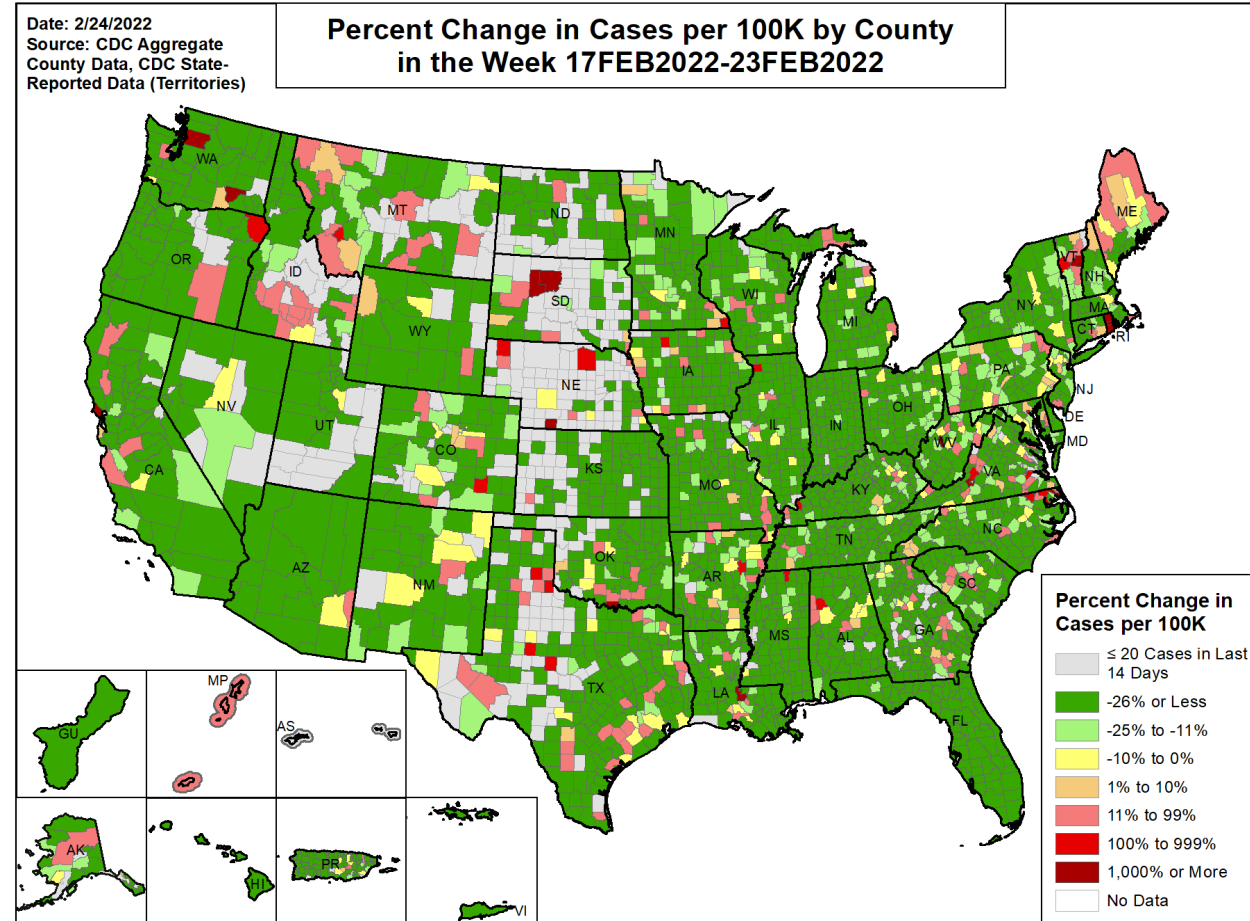 Date: 2/24/2022
Source: CDC Aggregate
County Data, CDC State-
Reported Data (Territories)
Percent Change in Cases per 100K by County
in the Week 17FEB2022-23FEB2022
WA
MT
ND
MN
ME
OR
ID
SD
WI
VT
NH
NY
MA
WY
MI
CT
RI
IA
NE
PA
NJ
NV
UT
OH
IL
IN
DE
CO
WV
MD
CA
KS
MO
VA
KY
AZ
NM
OK
TN
NC
AR
SC
MS
AL
GA
TX
LA
FL
GU
MP
AS
AK
HI
PR
VI
Percent Change in
Cases per 100K
≤ 20 Cases in Last
14 Days
-26% or Less
-25% to -11%
-10% to 0%
1% to 10%
11% to 99%
100% to 999%
1,000% or More
No Data